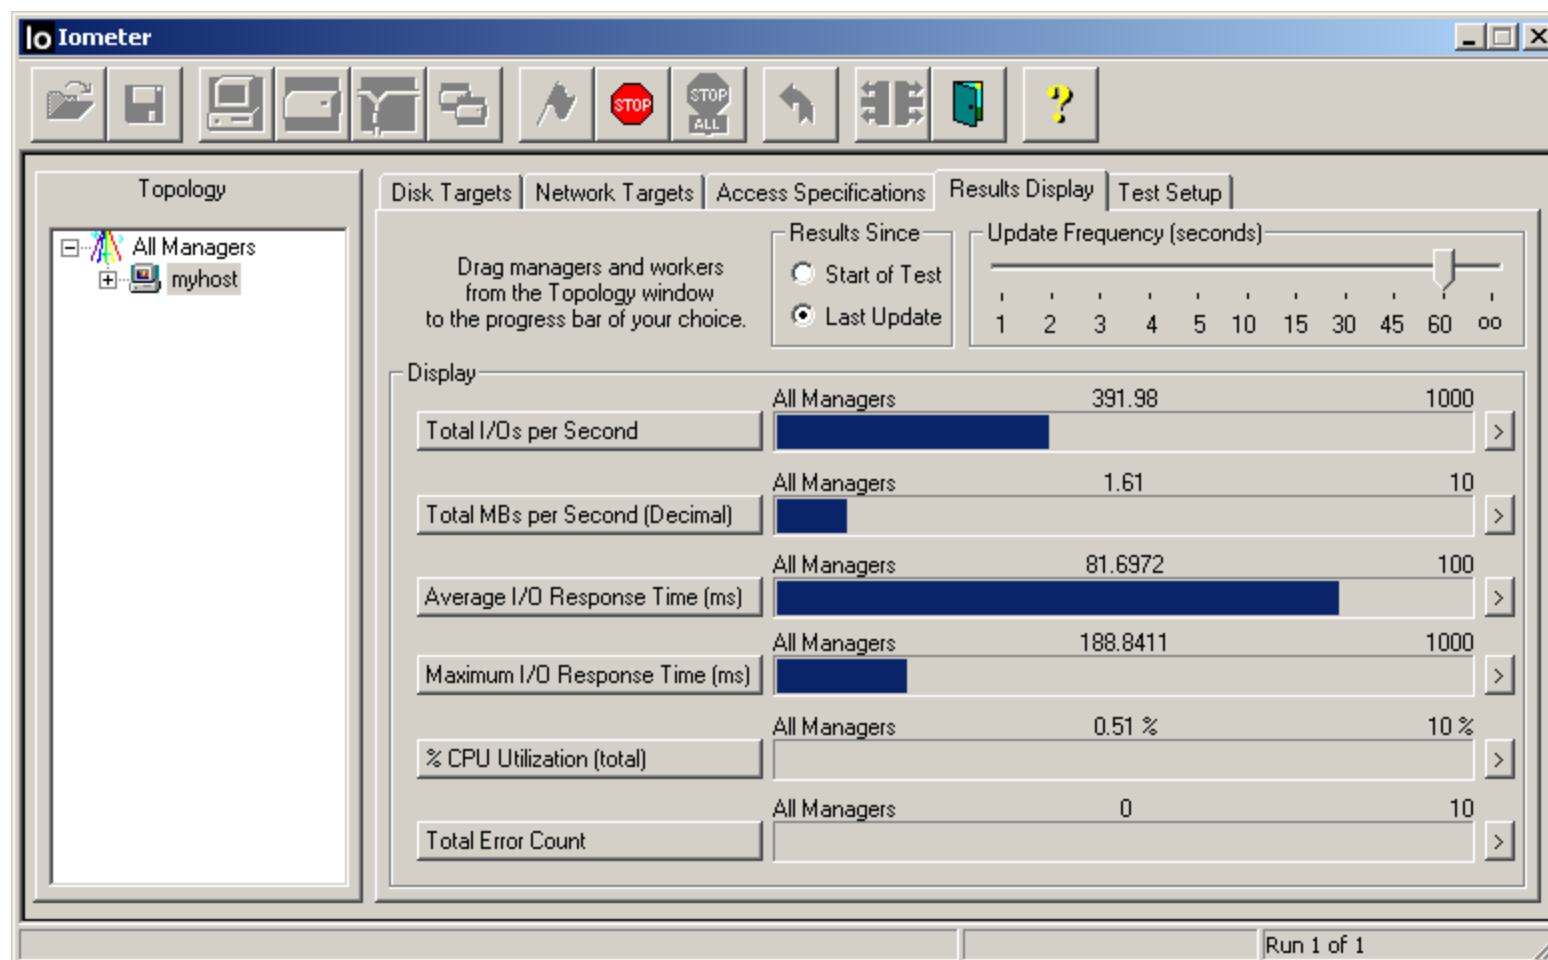 Io Iometer
STOP
STOP
ALL
?
Topology
All Managers
myhost
Disk Targets
Network Targets
Access Specifications
Results Display
Test Setup
Drag managers and workers
from the Topology window
to the progress bar of your choice.
Results Since
Start of Test
Last Update
Update Frequency (seconds)
1 2 3 4 5 10 15 30 45 60 oo
Display
All Managers 391.98 1000
Total I/Os per Second >
All Managers 1.61 10
Total MBs per Second (Decimal) >
All Managers 81.6972 100
Average I/O Response Time (ms) >
All Managers 188.8411 1000
Maximum I/O Response Time (ms) >
All Managers 0.51 % 10 %
% CPU Utilization (total) >
All Managers 0 10
Total Error Count >
Run 1 of 1